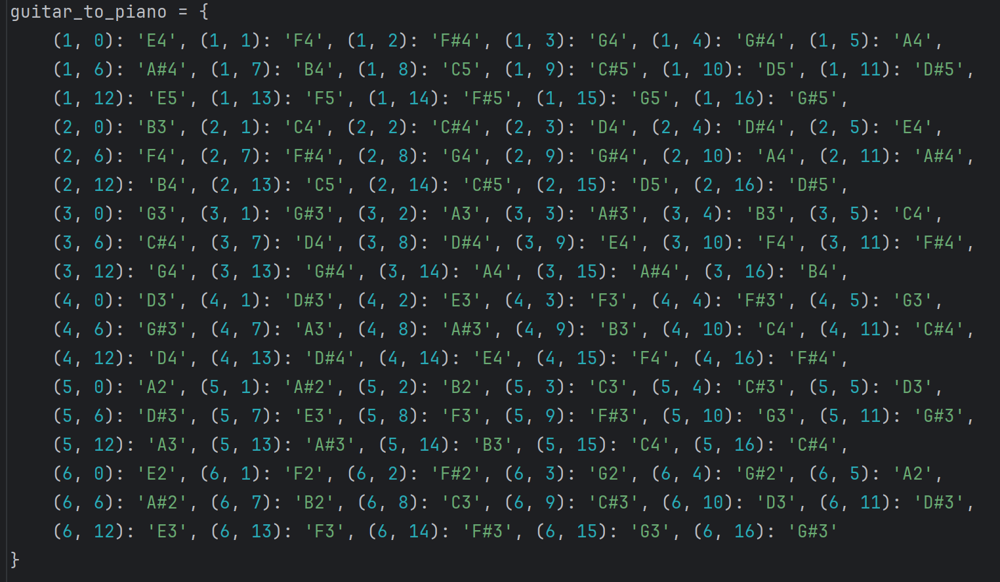 guitar_to_piano = {
    (1, 0): 'E4', (1, 1): 'F4', (1, 2): 'F#4', (1, 3): 'G4', (1, 4): 'G#4', (1, 5): 'A4',
    (1, 6): 'A#4', (1, 7): 'B4', (1, 8): 'C5', (1, 9): 'C#5', (1, 10): 'D5', (1, 11): 'D#5',
    (1, 12): 'E5', (1, 13): 'F5', (1, 14): 'F#5', (1, 15): 'G5', (1, 16): 'G#5',
    (2, 0): 'B3', (2, 1): 'C4', (2, 2): 'C#4', (2, 3): 'D4', (2, 4): 'D#4', (2, 5): 'E4',
    (2, 6): 'F4', (2, 7): 'F#4', (2, 8): 'G4', (2, 9): 'G#4', (2, 10): 'A4', (2, 11): 'A#4',
    (2, 12): 'B4', (2, 13): 'C5', (2, 14): 'C#5', (2, 15): 'D5', (2, 16): 'D#5',
    (3, 0): 'G3', (3, 1): 'G#3', (3, 2): 'A3', (3, 3): 'A#3', (3, 4): 'B3', (3, 5): 'C4',
    (3, 6): 'C#4', (3, 7): 'D4', (3, 8): 'D#4', (3, 9): 'E4', (3, 10): 'F4', (3, 11): 'F#4',
    (3, 12): 'G4', (3, 13): 'G#4', (3, 14): 'A4', (3, 15): 'A#4', (3, 16): 'B4',
    (4, 0): 'D3', (4, 1): 'D#3', (4, 2): 'E3', (4, 3): 'F3', (4, 4): 'F#3', (4, 5): 'G3',
    (4, 6): 'G#3', (4, 7): 'A3', (4, 8): 'A#3', (4, 9): 'B3', (4, 10): 'C4', (4, 11): 'C#4',
    (4, 12): 'D4', (4, 13): 'D#4', (4, 14): 'E4', (4, 15): 'F4', (4, 16): 'F#4',
    (5, 0): 'A2', (5, 1): 'A#2', (5, 2): 'B2', (5, 3): 'C3', (5, 4): 'C#3', (5, 5): 'D3',
    (5, 6): 'D#3', (5, 7): 'E3', (5, 8): 'F3', (5, 9): 'F#3', (5, 10): 'G3', (5, 11): 'G#3',
    (5, 12): 'A3', (5, 13): 'A#3', (5, 14): 'B3', (5, 15): 'C4', (5, 16): 'C#4',
    (6, 0): 'E2', (6, 1): 'F2', (6, 2): 'F#2', (6, 3): 'G2', (6, 4): 'G#2', (6, 5): 'A2',
    (6, 6): 'A#2', (6, 7): 'B2', (6, 8): 'C3', (6, 9): 'C#3', (6, 10): 'D3', (6, 11): 'D#3',
    (6, 12): 'E3', (6, 13): 'F3', (6, 14): 'F#3', (6, 15): 'G3', (6, 16): 'G#3'
}